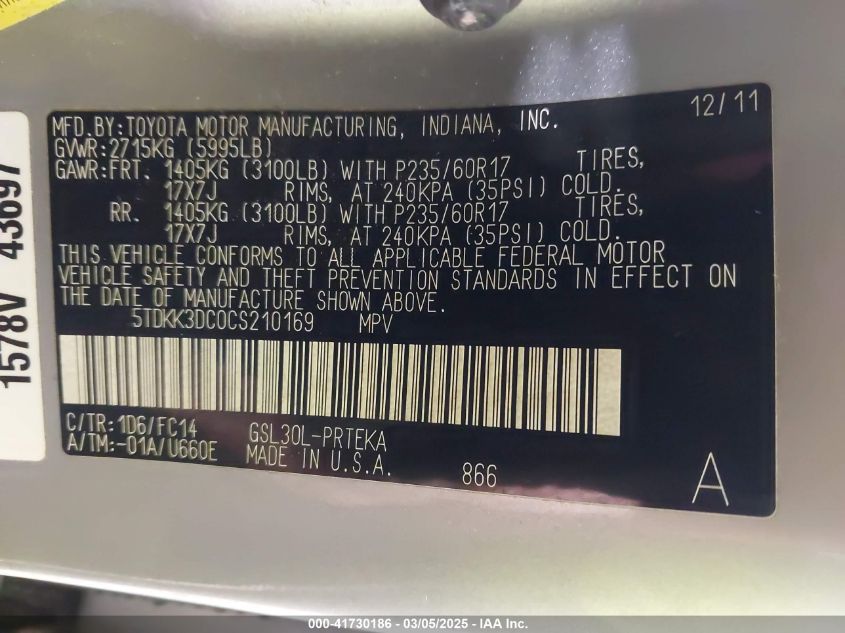 12/11
MFD.BY:TOYOTA MOTOR MANUFACTURING, INDIANA, INC.
GVWR:2715KG (5995LB)
GAWR:FRT. 1405KG (3100LB) WITH P235/60R17 TIRES,
17X7J RIMS, AT 240KPA (35PSI) COLD.
RR. 1405KG (3100LB) WITH P235/60R17 TIRES,
17X7J RIMS, AT 240KPA (35PSI) COLD.
THIS VEHICLE CONFORMS TO ALL APPLICABLE FEDERAL MOTOR
VEHICLE SAFETY AND THEFT PREVENTION STANDARDS IN EFFECT ON
THE DATE OF MANUFACTURE SHOWN ABOVE.
5TDKK3DC0CS210169 MPV
C/TR:1D6/FC14 GSL30L-PRTEKA
A/TM:-01A/U660E MADE IN U.S.A. 866
A
1578V 43697
000-41730186 - 03/05/2025 - IAA Inc.